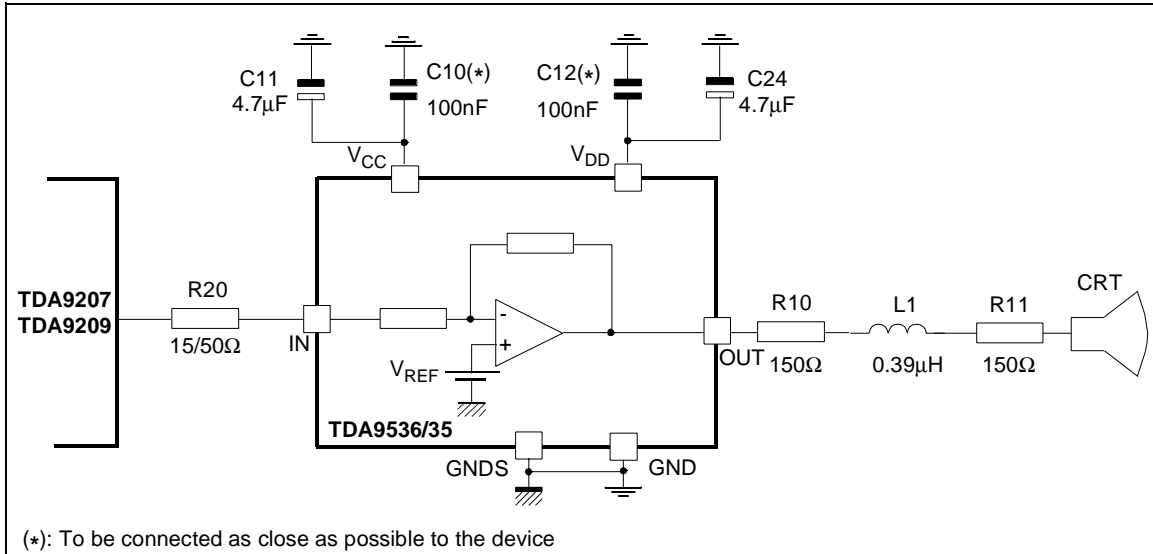 C11
4.7µF
C10(*)
100nF
C12(*)
100nF
C24
4.7µF
VCC
VDD
TDA9207
TDA9209
R20
15/50Ω
IN
-
+
VREF
OUT
R10
150Ω
L1
0.39µH
R11
150Ω
CRT
TDA9536/35
GNDS
GND
(*): To be connected as close as possible to the device